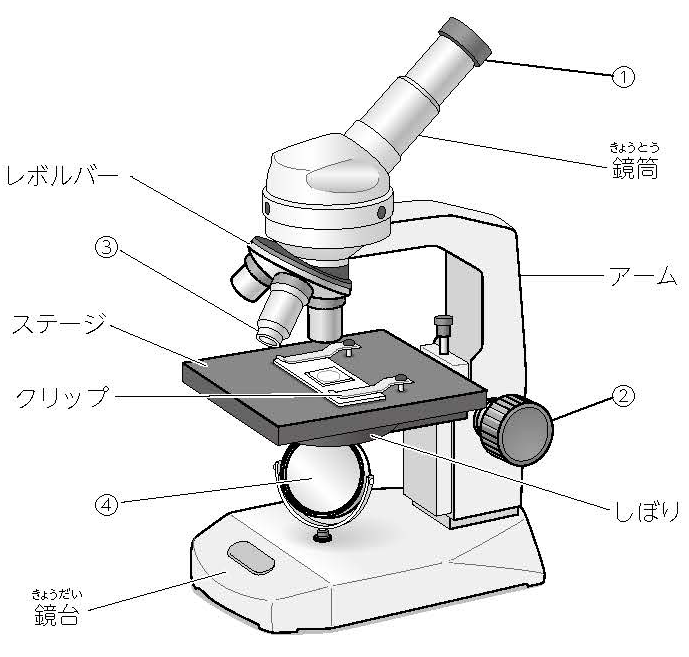 ①
きょうとう
鏡筒
レボルバー
③
アーム
ステージ
クリップ
②
④
しぼり
きょうだい
鏡台